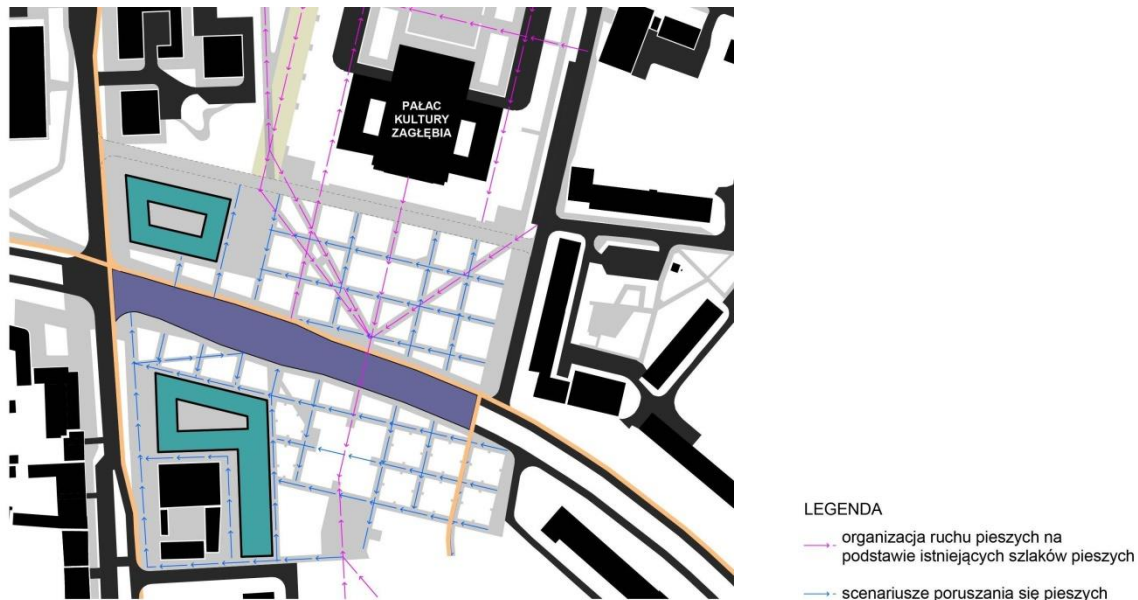 PAŁAC
KULTURY
ZAGŁĘBIA
LEGENDA
organizacja ruchu pieszych na
podstawie istniejących szlaków pieszych
scenariusze poruszania się pieszych